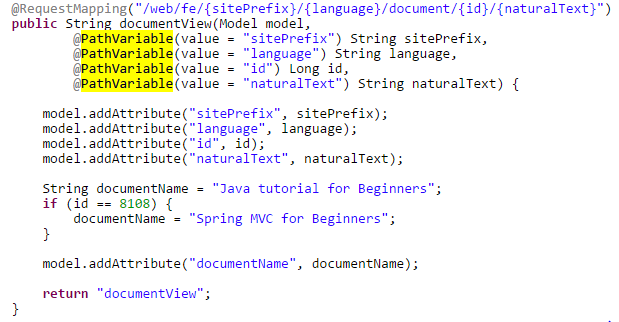 @RequestMapping("/web/fe/{sitePrefix}/{language}/document/{id}/{naturalText}")
public String documentView(Model model,
@PathVariable(value = "sitePrefix") String sitePrefix,
@PathVariable(value = "language") String language,
@PathVariable(value = "id") Long id,
@PathVariable(value = "naturalText") String naturalText) {
model.addAttribute("sitePrefix", sitePrefix);
model.addAttribute("language", language);
model.addAttribute("id", id);
model.addAttribute("naturalText", naturalText);
String documentName = "Java tutorial for Beginners";
if (id == 8108) {
documentName = "Spring MVC for Beginners";
}
model.addAttribute("documentName", documentName);
return "documentView";
}